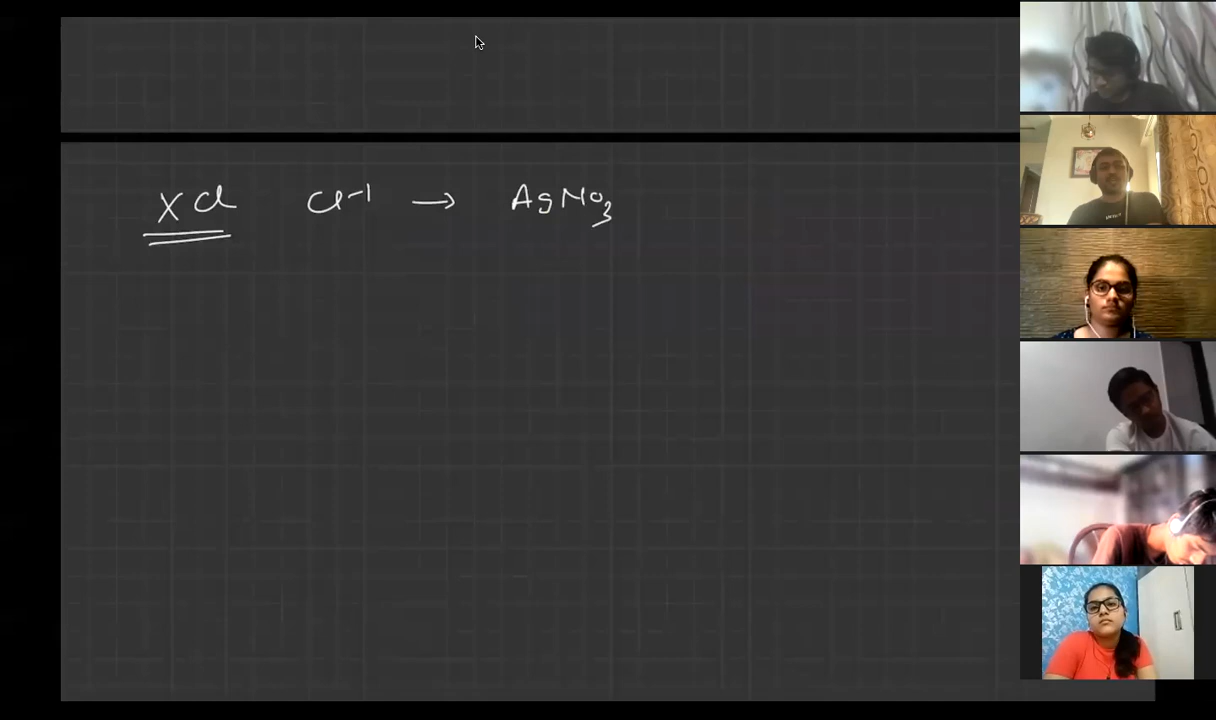 XCl Cl⁻¹ → AgNO₃